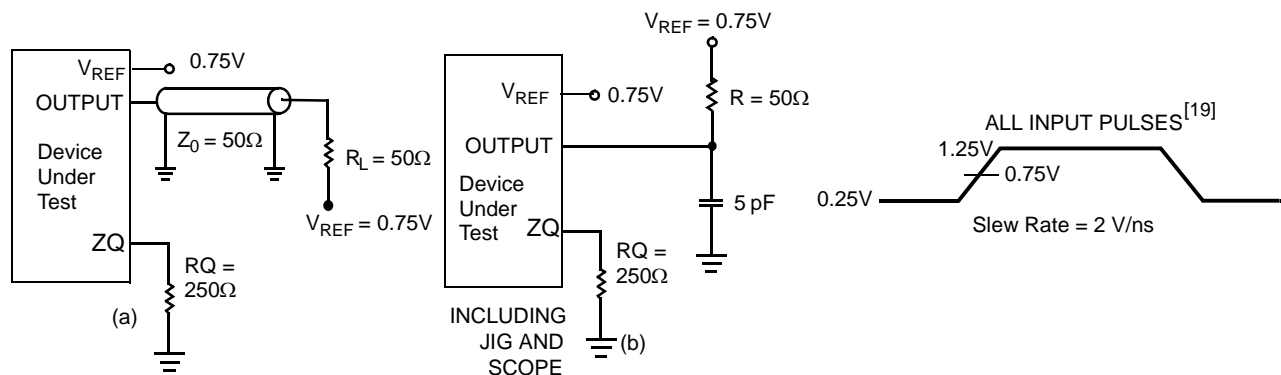 V_REF
0.75V
OUTPUT
Z0 = 50Ω
Device
Under
Test
R_L = 50Ω
V_REF = 0.75V
ZQ
RQ =
250Ω
(a)
V_REF = 0.75V
V_REF
0.75V
R = 50Ω
OUTPUT
Device
Under
Test
5 pF
ZQ
RQ =
250Ω
INCLUDING
JIG AND
SCOPE
(b)
ALL INPUT PULSES[19]
1.25V
0.75V
0.25V
Slew Rate = 2 V/ns